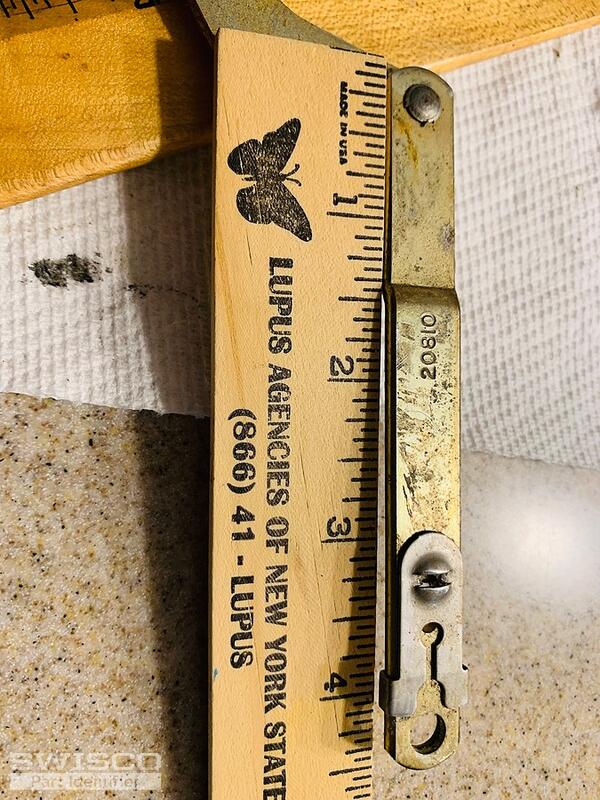 MADE IN USA
1
LUPUS AGENCIES OF NEW YORK STATE
(866) 41 - LUPUS
2
3
4
20810
SWISCO
Part Identifier